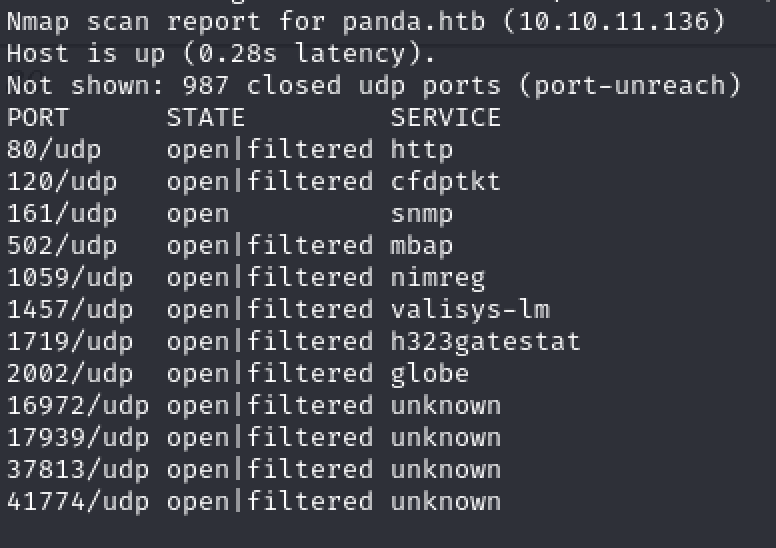 Nmap scan report for panda.htb (10.10.11.136)
Host is up (0.28s latency).
Not shown: 987 closed udp ports (port-unreach)
PORT      STATE         SERVICE
80/udp    open|filtered http
120/udp   open|filtered cfdptkt
161/udp   open          snmp
502/udp   open|filtered mbap
1059/udp  open|filtered nimreg
1457/udp  open|filtered valisys-lm
1719/udp  open|filtered h323gatestat
2002/udp  open|filtered globe
16972/udp open|filtered unknown
17939/udp open|filtered unknown
37813/udp open|filtered unknown
41774/udp open|filtered unknown